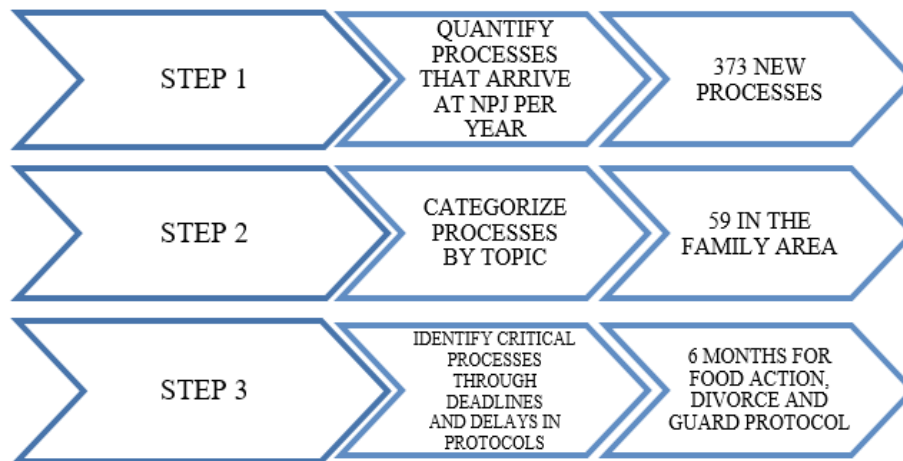 STEP 1
QUANTIFY
PROCESSES
THAT ARRIVE
AT NPJ PER
YEAR
373 NEW
PROCESSES
STEP 2
CATEGORIZE
PROCESSES
BY TOPIC
59 IN THE
FAMILY AREA
STEP 3
IDENTIFY CRITICAL
PROCESSES
THROUGH
DEADLINES
AND DELAYS IN
PROTOCOLS
6 MONTHS FOR
FOOD ACTION,
DIVORCE AND
GUARD PROTOCOL